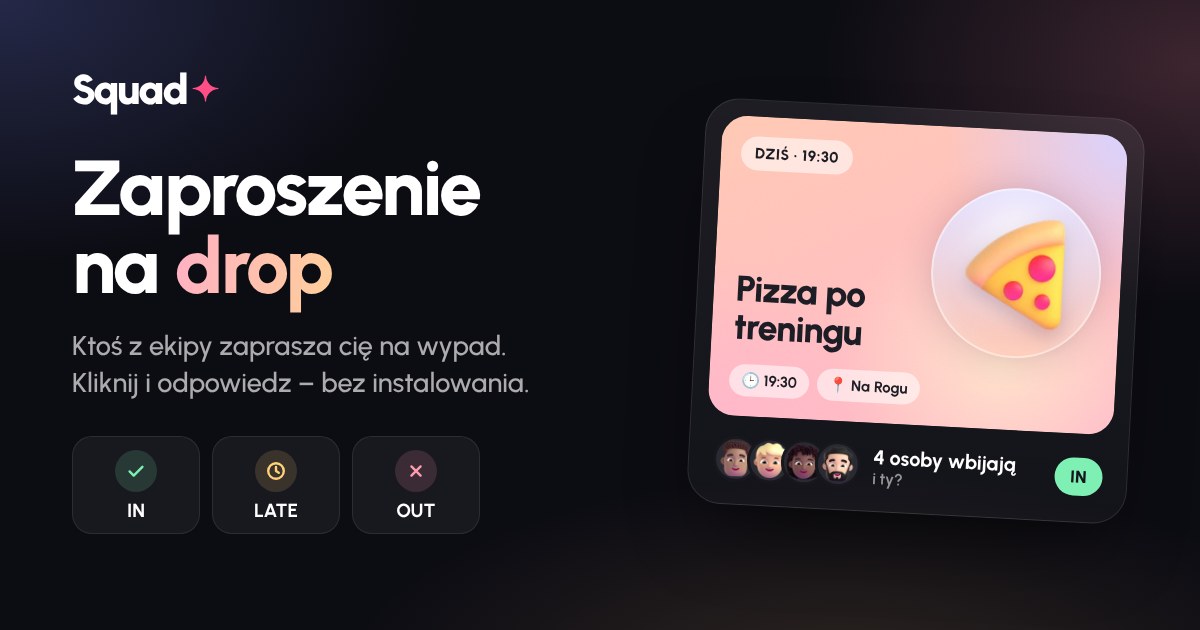 Squad
Zaproszenie
na drop
Ktoś z ekipy zaprasza cię na wypad.
Kliknij i odpowiedz – bez instalowania.
IN
LATE
OUT
DZIŚ · 19:30
Pizza po
treningu
19:30
Na Rogu
4 osoby wbijają
i ty?
IN